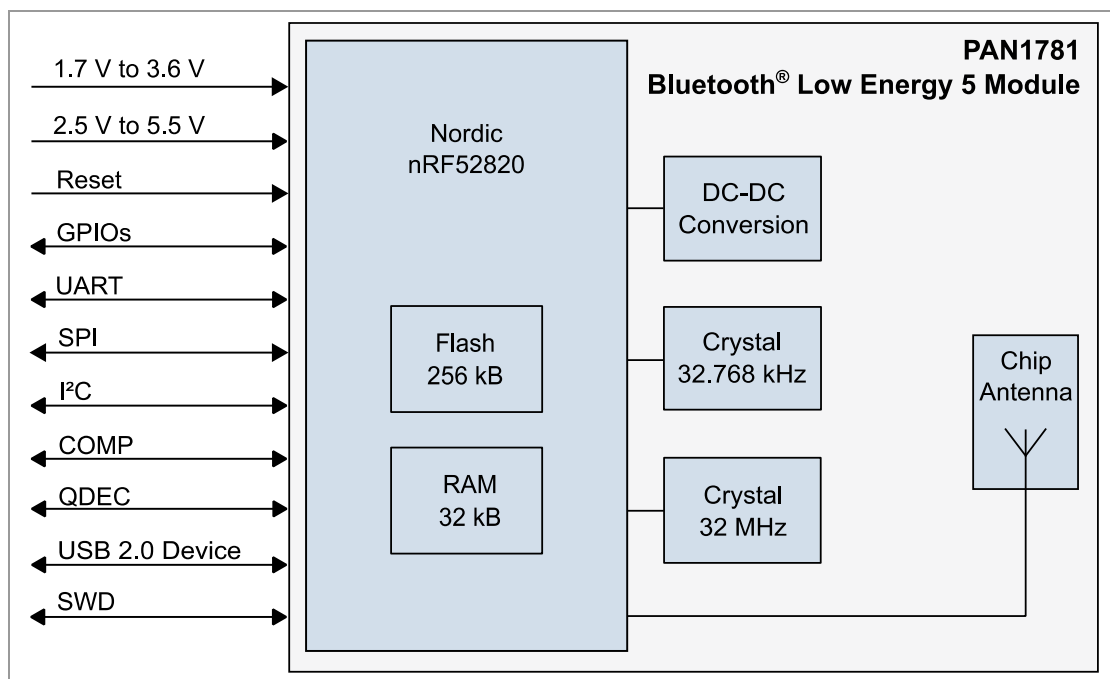 PAN1781
Bluetooth® Low Energy 5 Module
1.7 V to 3.6 V
2.5 V to 5.5 V
Reset
GPIOs
UART
SPI
I²C
COMP
QDEC
USB 2.0 Device
SWD
Nordic
nRF52820
Flash
256 kB
RAM
32 kB
DC-DC
Conversion
Crystal
32.768 kHz
Crystal
32 MHz
Chip
Antenna